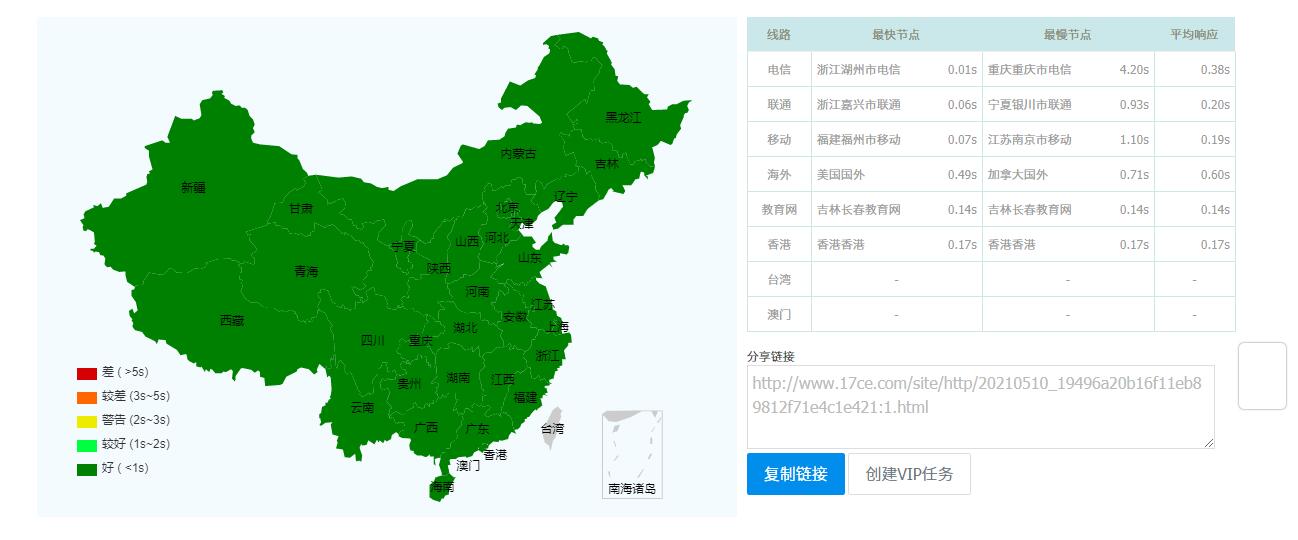 黑龙江
内蒙古
吉林
新疆
辽宁
甘肃
北京
天津
宁夏
山西
河北
山东
陕西
青海
河南
江苏
安徽
西藏
湖北
上海
四川
重庆
浙江
湖南
江西
贵州
福建
云南
广西
广东
台湾
香港
澳门
海南
南海诸岛
差 ( >5s)
较差 (3s~5s)
警告 (2s~3s)
较好 (1s~2s)
好 ( <1s)
线路 最快节点 最慢节点 平均响应
电信 浙江湖州市电信 0.01s 重庆重庆市电信 4.20s 0.38s
联通 浙江嘉兴市联通 0.06s 宁夏银川市联通 0.93s 0.20s
移动 福建福州市移动 0.07s 江苏南京市移动 1.10s 0.19s
海外 美国国外 0.49s 加拿大国外 0.71s 0.60s
教育网 吉林长春教育网 0.14s 吉林长春教育网 0.14s 0.14s
香港 香港香港 0.17s 香港香港 0.17s 0.17s
台湾 - - -
澳门 - - -
分享链接
http://www.17ce.com/site/http/20210510_19496a20b16f11eb8
9812f71e4c1e421:1.html
复制链接 创建VIP任务